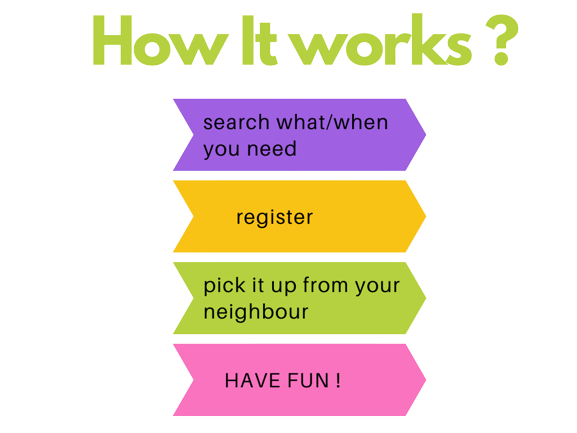 How It works ?
search what/when
you need
register
pick it up from your
neighbour
HAVE FUN !